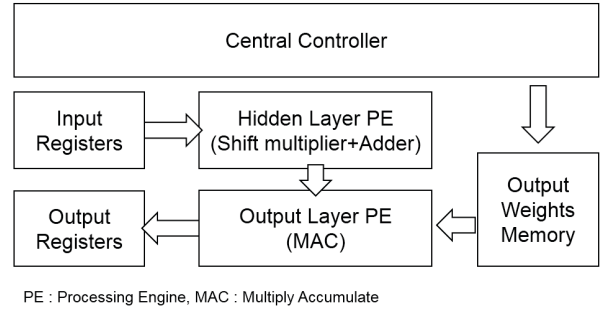 Central Controller
Input
Registers
Hidden Layer PE
(Shift multiplier+Adder)
Output
Registers
Output Layer PE
(MAC)
Output
Weights
Memory
PE : Processing Engine, MAC : Multiply Accumulate